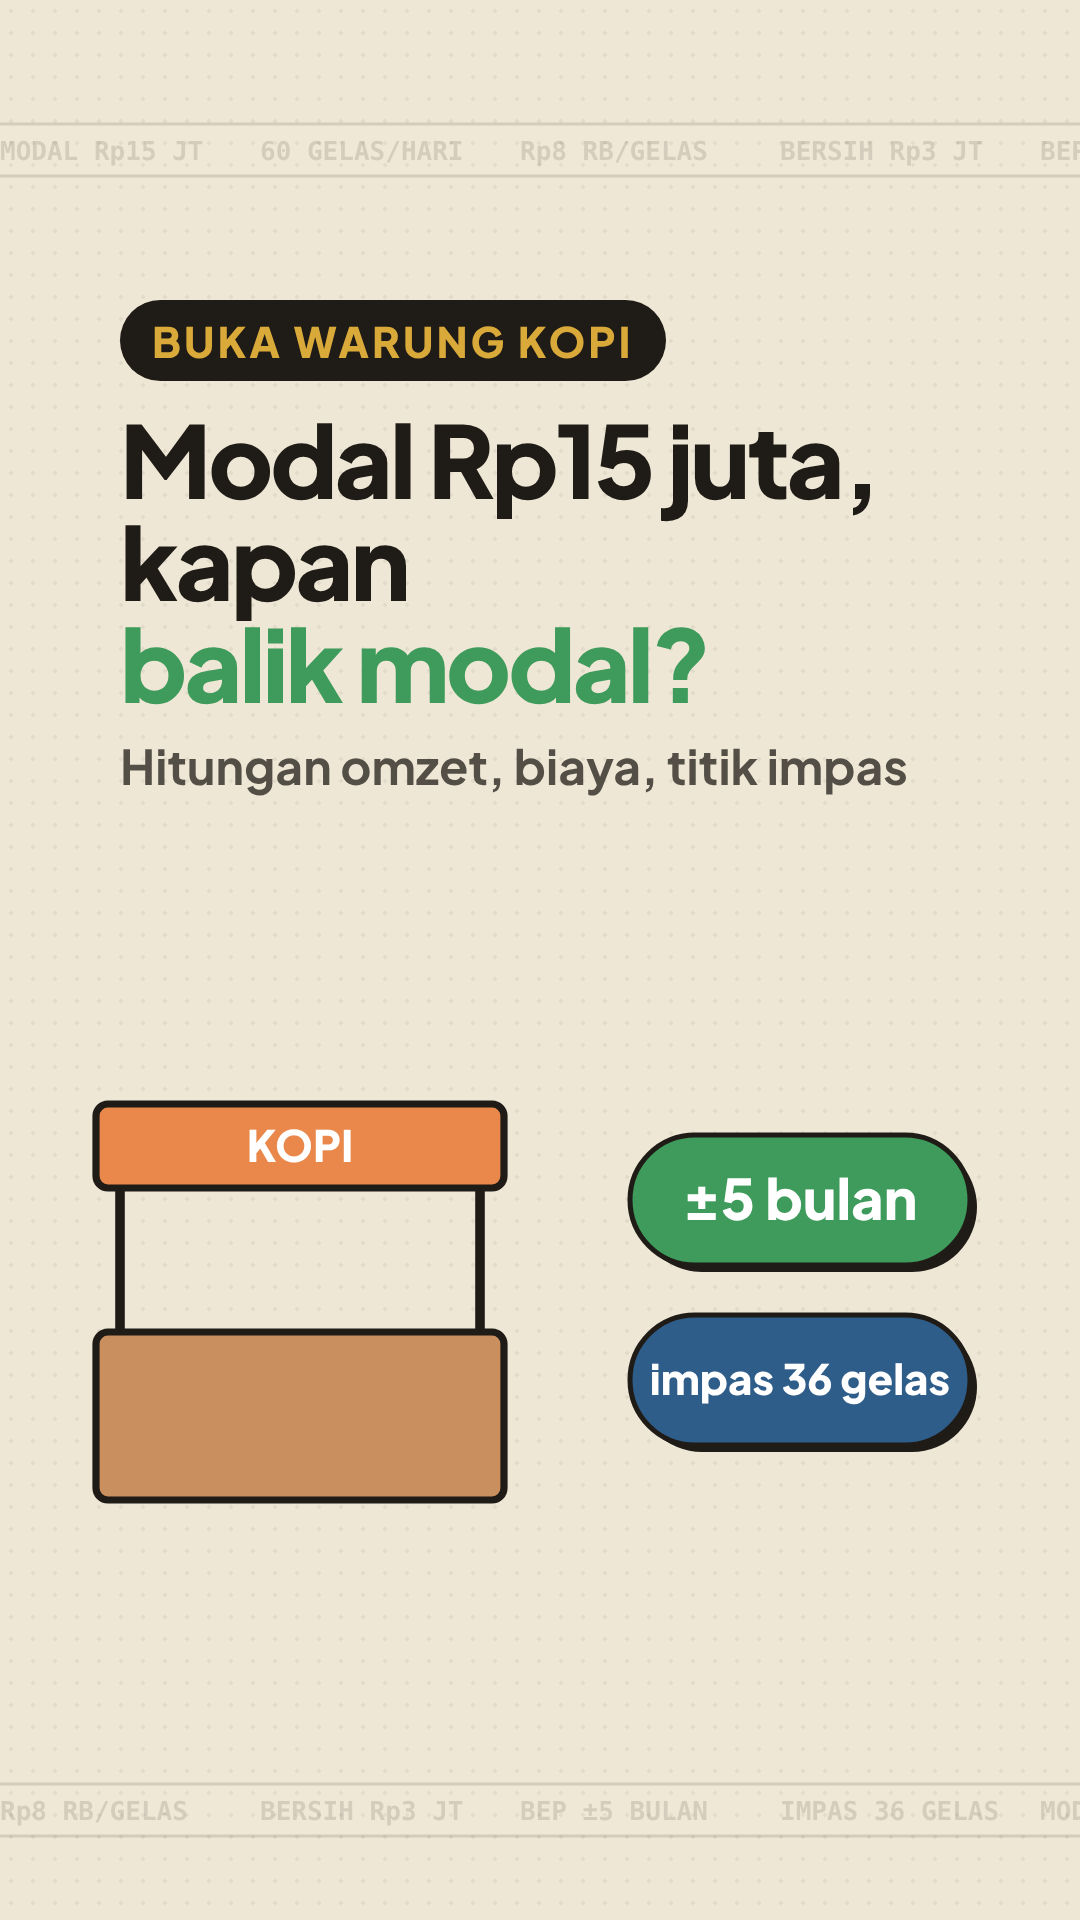 MODAL Rp15 JT 60 GELAS/HARI Rp8 RB/GELAS BERSIH Rp3 JT
BUKA WARUNG KOPI
Modal Rp15 juta,
kapan
balik modal?
Hitungan omzet, biaya, titik impas
KOPI
±5 bulan
impas 36 gelas
Rp8 RB/GELAS BERSIH Rp3 JT BEP ±5 BULAN IMPAS 36 GELAS